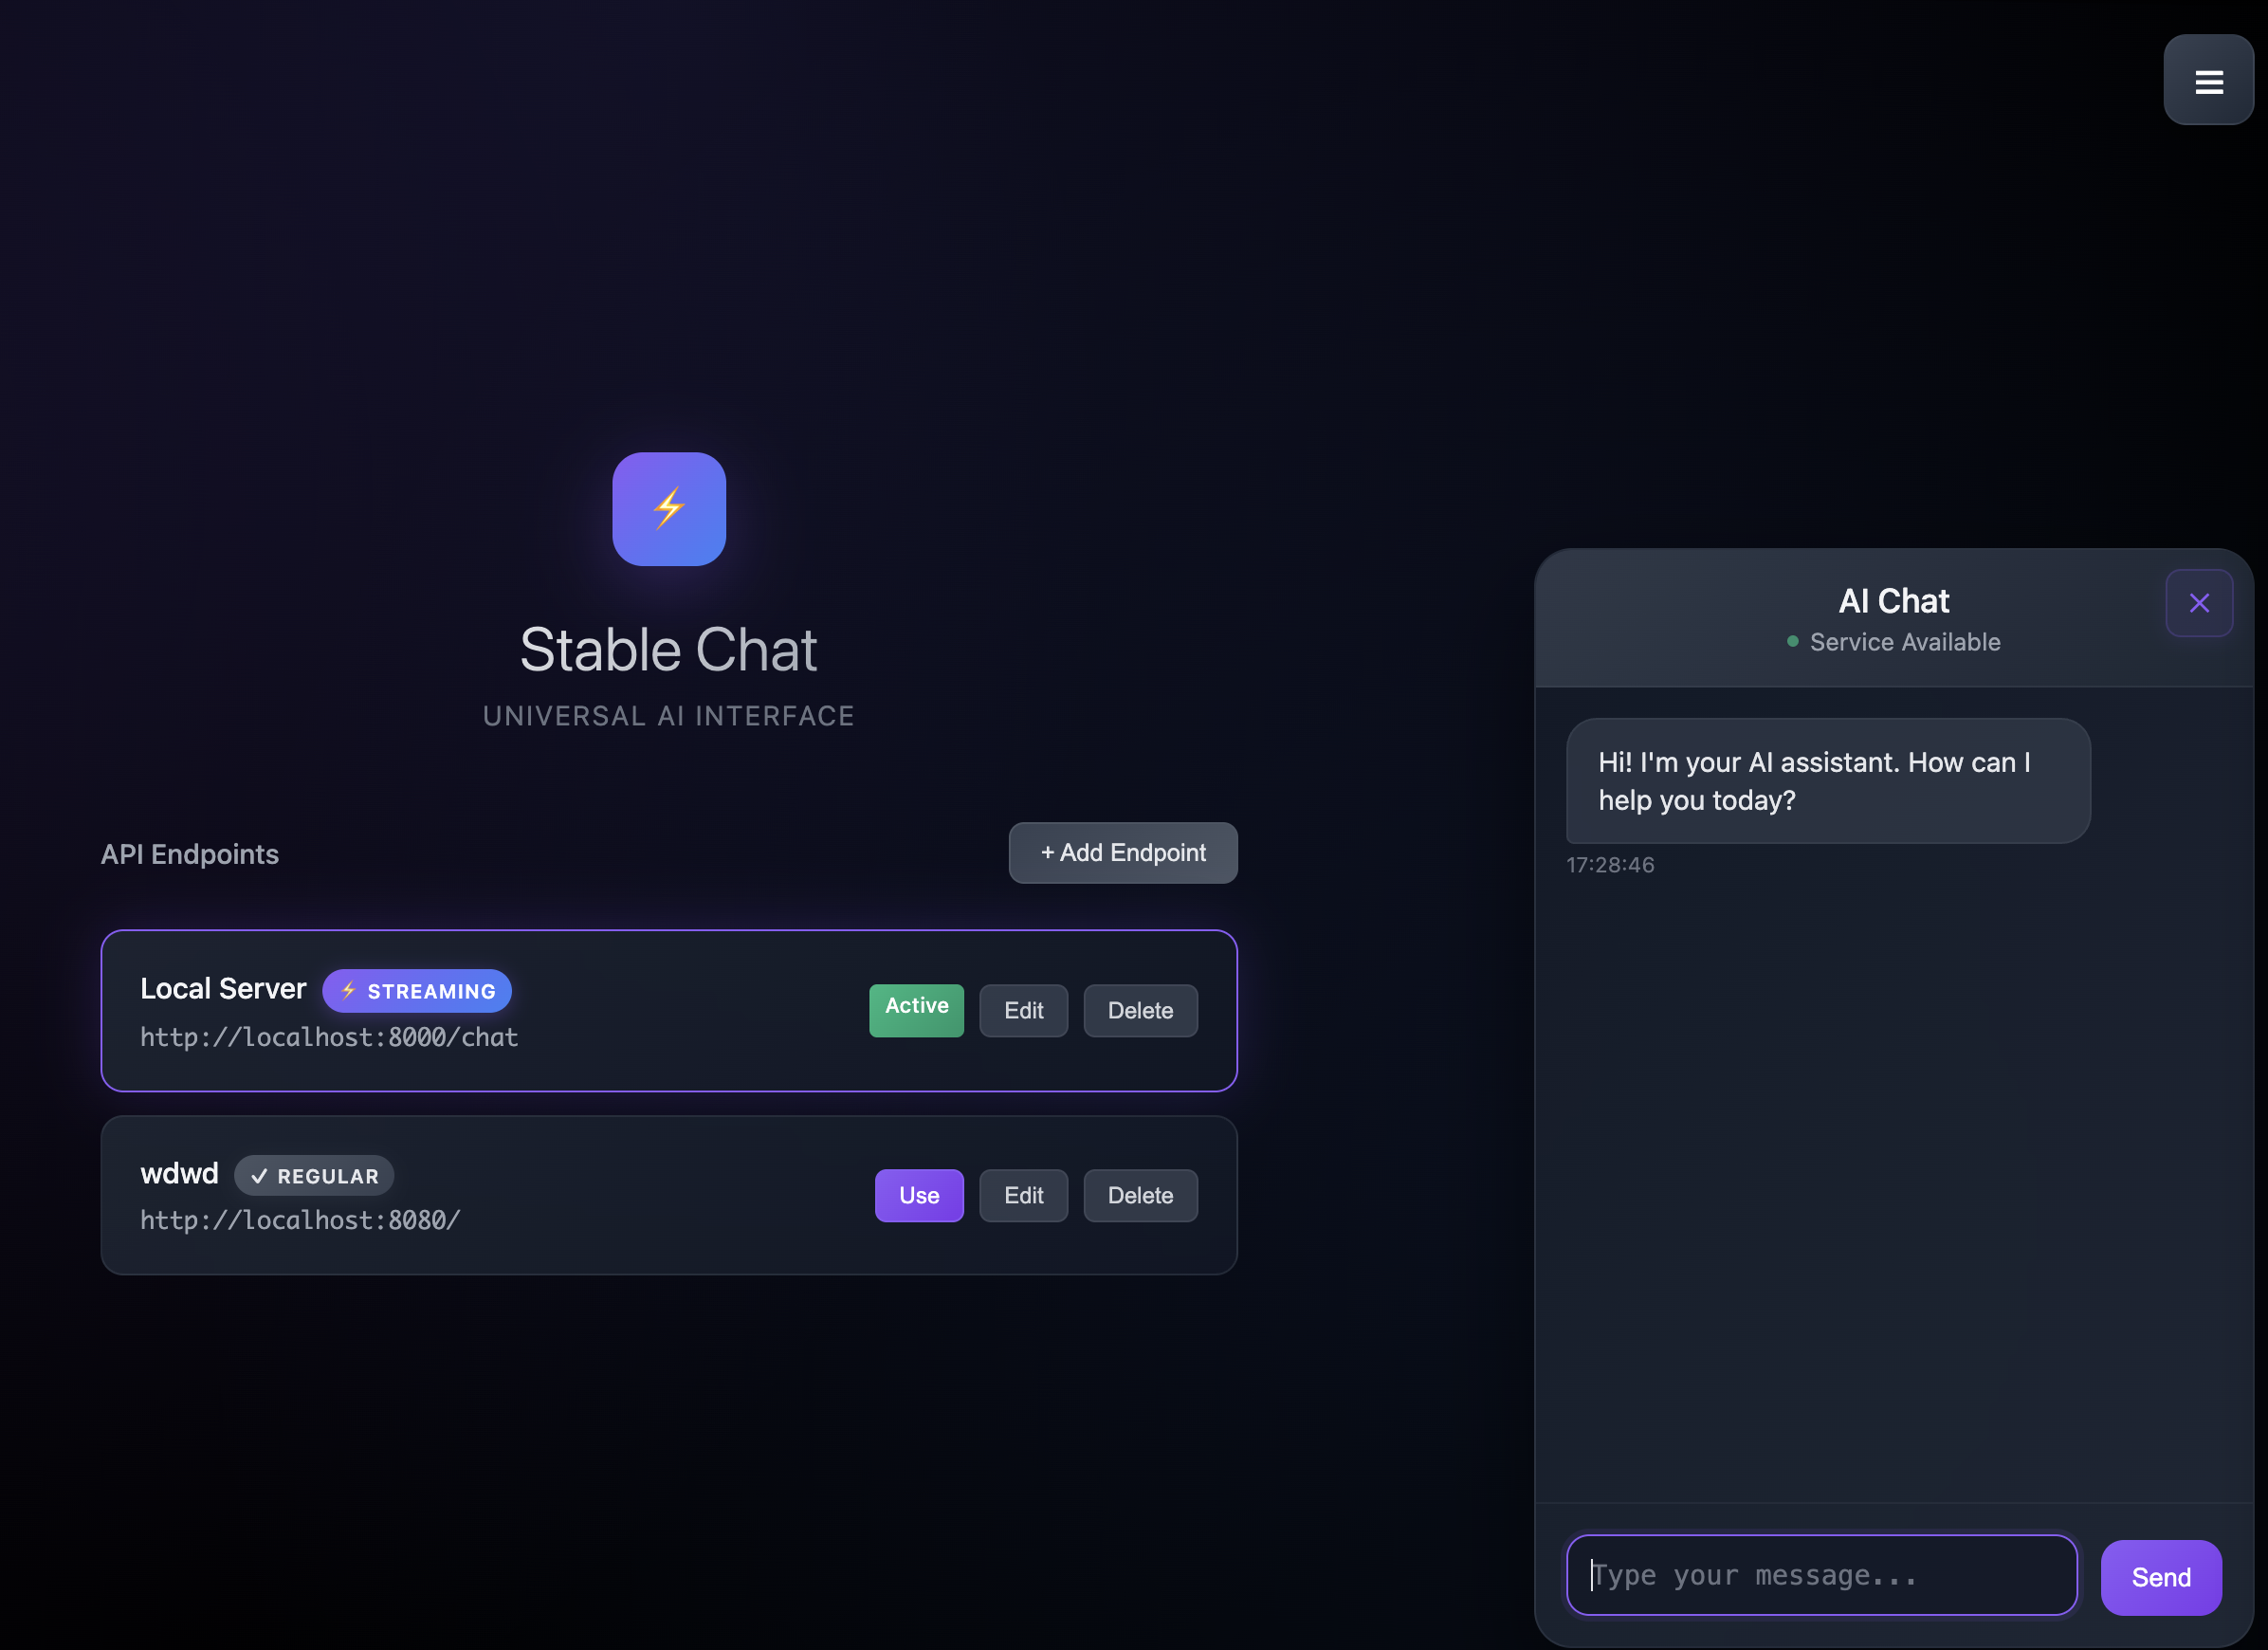 Stable Chat
UNIVERSAL AI INTERFACE
API Endpoints
+ Add Endpoint
Local Server ⚡ STREAMING
http://localhost:8000/chat
Active
Edit
Delete
wdwd ✓ REGULAR
http://localhost:8080/
Use
Edit
Delete
AI Chat
Service Available
Hi! I'm your AI assistant. How can I
help you today?
17:28:46
Type your message...
Send